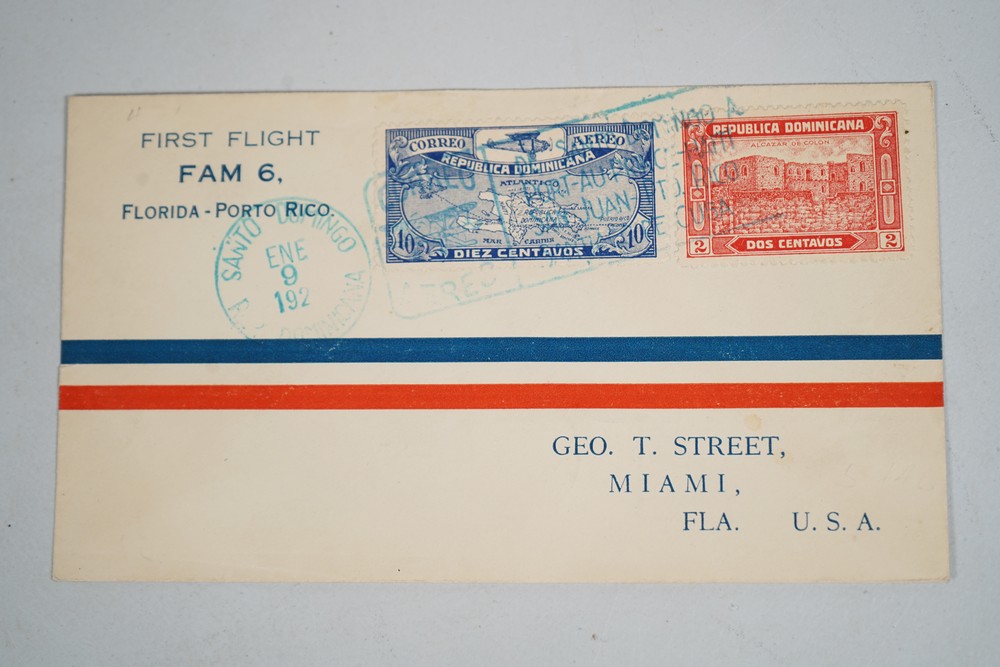 FIRST FLIGHT
FAM 6,
FLORIDA - PORTO RICO.
SANTO DOMINGO
ENE
9
192
DOMINICANA
CORREO AEREO
REPUBLICA DOMINICANA
ATLANTICO
MAR CARIBE
10 10
DIEZ CENTAVOS
REPUBLICA DOMINICANA
ALCAZAR DE COLON
2 DOS CENTAVOS 2
GEO. T. STREET,
MIAMI,
FLA. U. S. A.